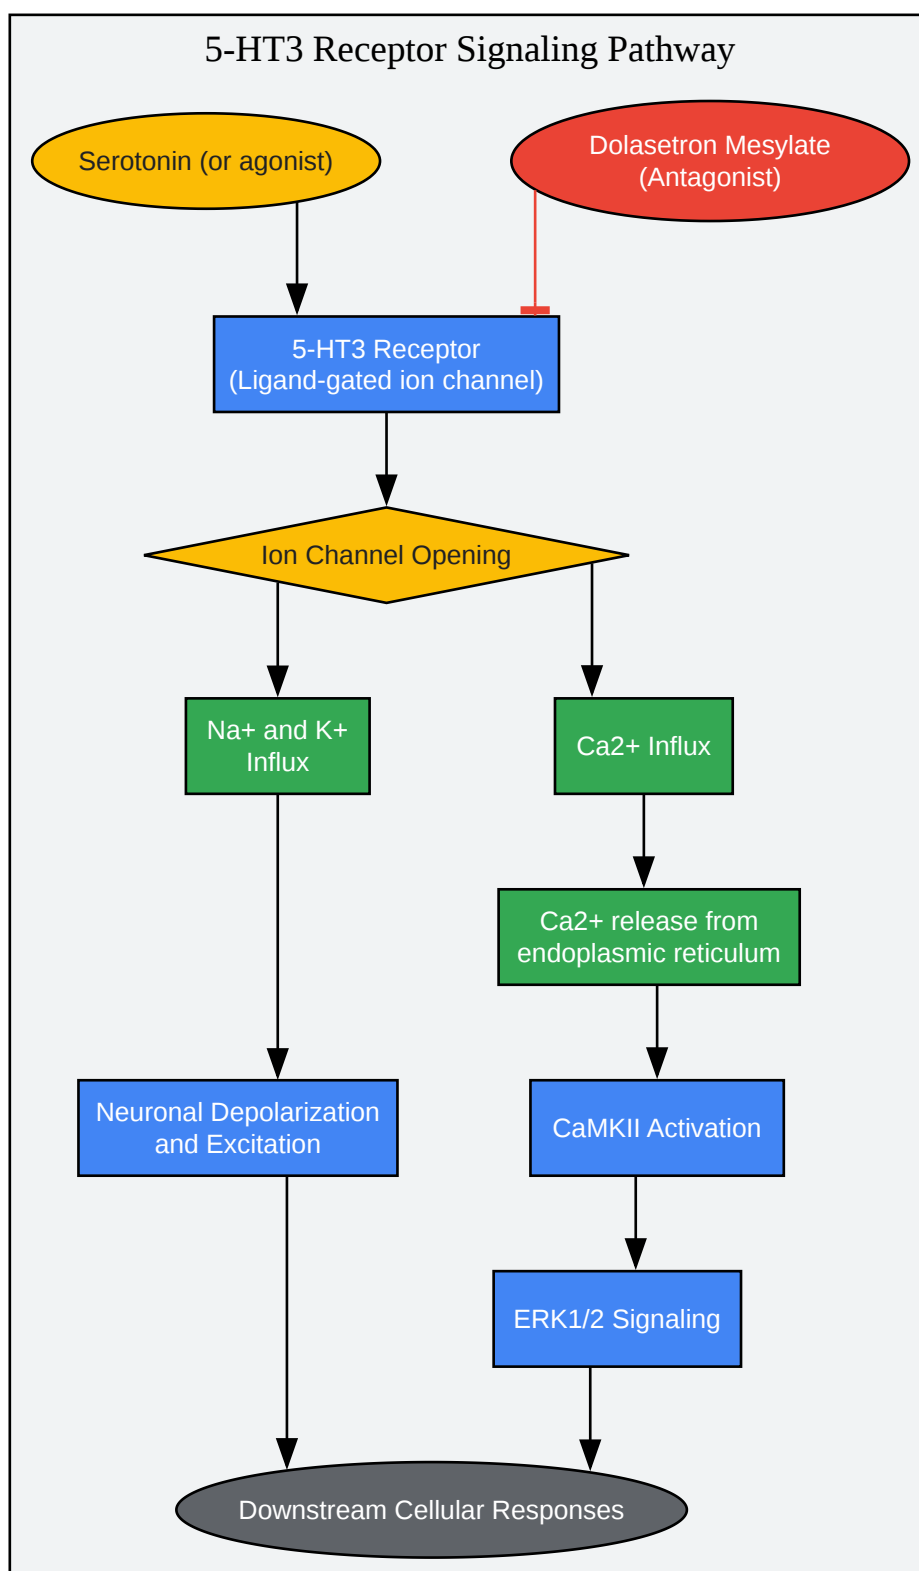 5-HT3 Receptor Signaling Pathway
Serotonin (or agonist)
Dolasetron Mesylate
(Antagonist)
5-HT3 Receptor
(Ligand-gated ion channel)
Ion Channel Opening
Na+ and K+
Influx
Ca2+ Influx
Ca2+ release from
endoplasmic reticulum
Neuronal Depolarization
and Excitation
CaMKII Activation
ERK1/2 Signaling
Downstream Cellular Responses